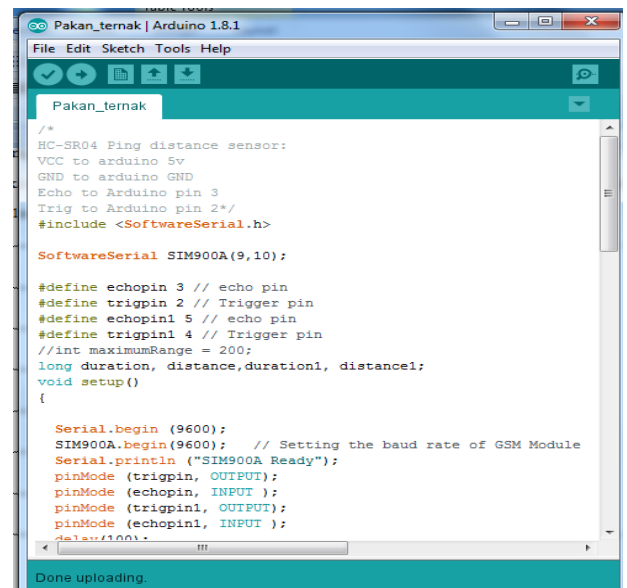 Pakan_ternak | Arduino 1.8.1
File Edit Sketch Tools Help
Pakan_ternak
/*
HC-SR04 Ping distance sensor:
VCC to arduino 5v
GND to arduino GND
Echo to Arduino pin 3
Trig to Arduino pin 2*/
#include <SoftwareSerial.h>
SoftwareSerial SIM900A(9,10);
#define echopin 3 // echo pin
#define trigpin 2 // Trigger pin
#define echopin1 5 // echo pin
#define trigpin1 4 // Trigger pin
//int maximumRange = 200;
long duration, distance,duration1, distance1;
void setup()
{
Serial.begin (9600);
SIM900A.begin(9600);   // Setting the baud rate of GSM Module
Serial.println ("SIM900A Ready");
pinMode (trigpin, OUTPUT);
pinMode (echopin, INPUT );
pinMode (trigpin1, OUTPUT);
pinMode (echopin1, INPUT );
delay(100);
Done uploading.